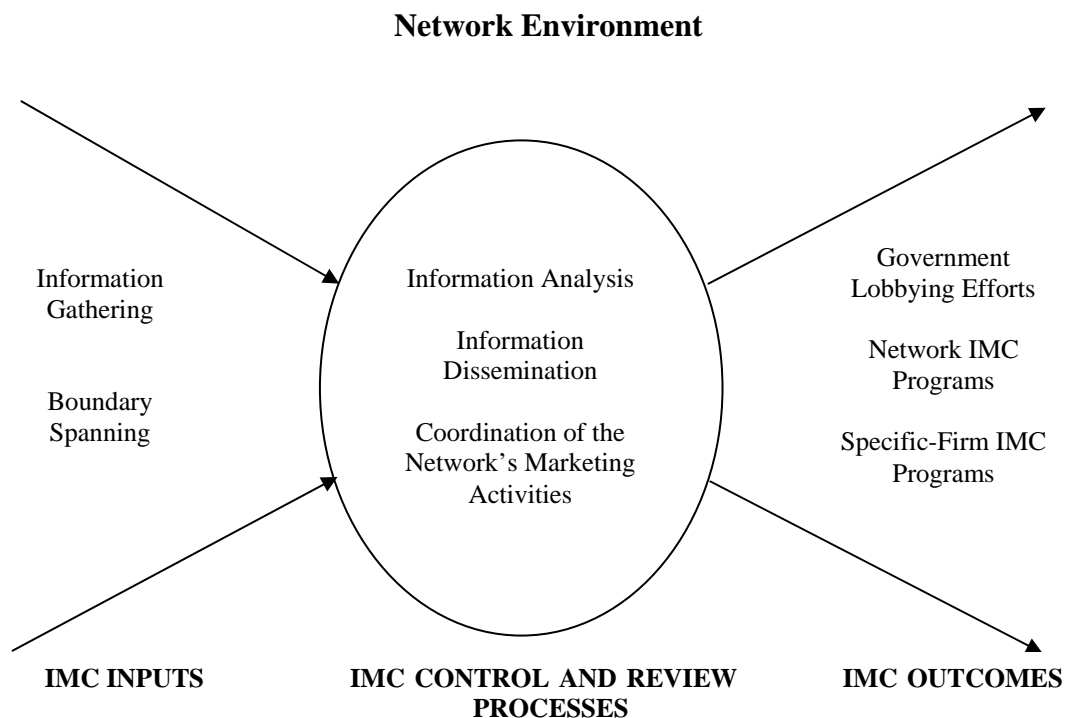 Network Environment
Information
Gathering
Boundary
Spanning
Information Analysis
Information
Dissemination
Coordination of the
Network's Marketing
Activities
Government
Lobbying Efforts
Network IMC
Programs
Specific-Firm IMC
Programs
IMC INPUTS
IMC CONTROL AND REVIEW
PROCESSES
IMC OUTCOMES